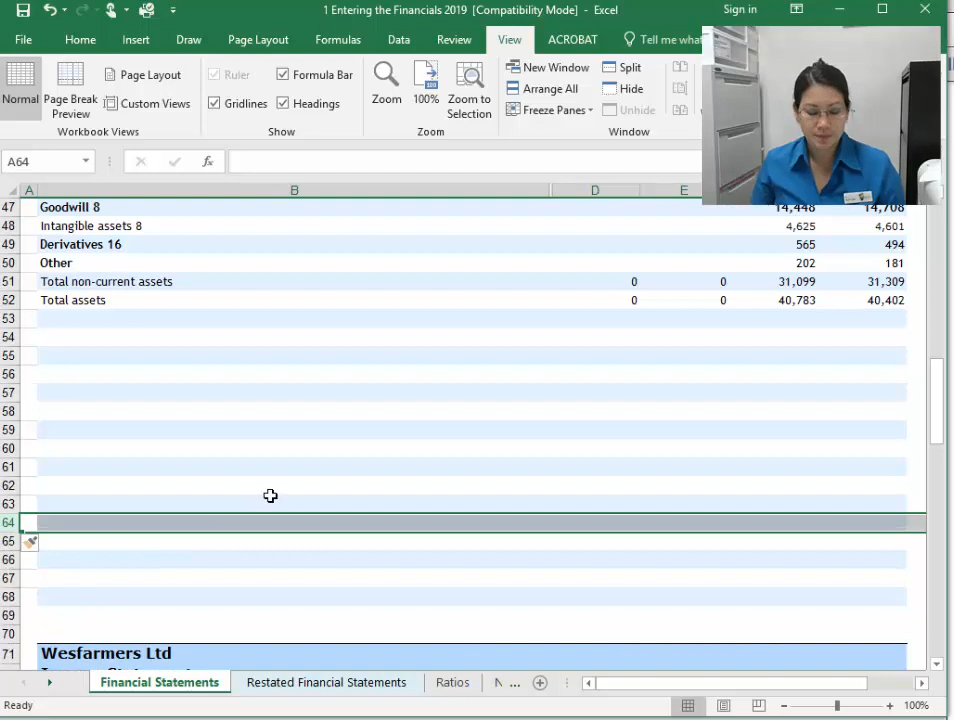 1 Entering the Financials 2019 [Compatibility Mode] - Excel
Sign in
File Home Insert Draw Page Layout Formulas Data Review View ACROBAT Tell me what
Normal
Page Break Preview
Page Layout
Custom Views
Workbook Views
Ruler
Formula Bar
Gridlines
Headings
Show
Zoom
100%
Zoom to Selection
Zoom
New Window
Arrange All
Freeze Panes
Split
Hide
Unhide
Window
A64
fx
A B D E
47 Goodwill 8 14,448 14,708
48 Intangible assets 8 4,625 4,601
49 Derivatives 16 565 494
50 Other 202 181
51 Total non-current assets 0 0 31,099 31,309
52 Total assets 0 0 40,783 40,402
53
54
55
56
57
58
59
60
61
62
63
64
65
66
67
68
69
70
71 Wesfarmers Ltd
Financial Statements Restated Financial Statements Ratios N ...
Ready
100%